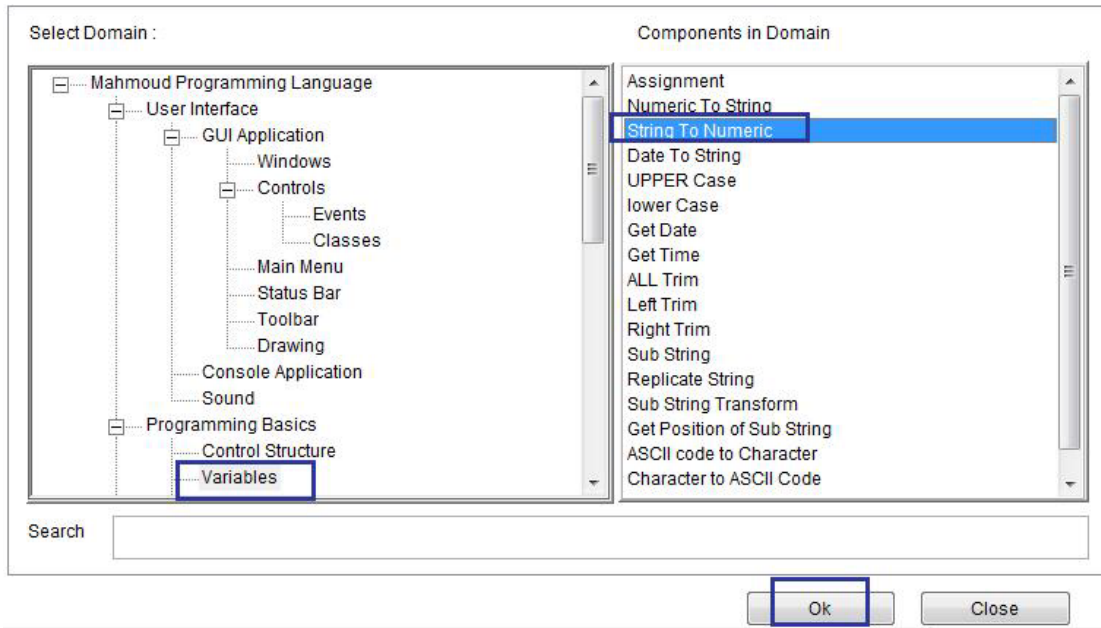 Select Domain :
Components in Domain
Mahmoud Programming Language
User Interface
GUI Application
Windows
Controls
Events
Classes
Main Menu
Status Bar
Toolbar
Drawing
Console Application
Sound
Programming Basics
Control Structure
Variables
Assignment
Numeric To String
String To Numeric
Date To String
UPPER Case
lower Case
Get Date
Get Time
ALL Trim
Left Trim
Right Trim
Sub String
Replicate String
Sub String Transform
Get Position of Sub String
ASCII code to Character
Character to ASCII Code
Search
Ok
Close